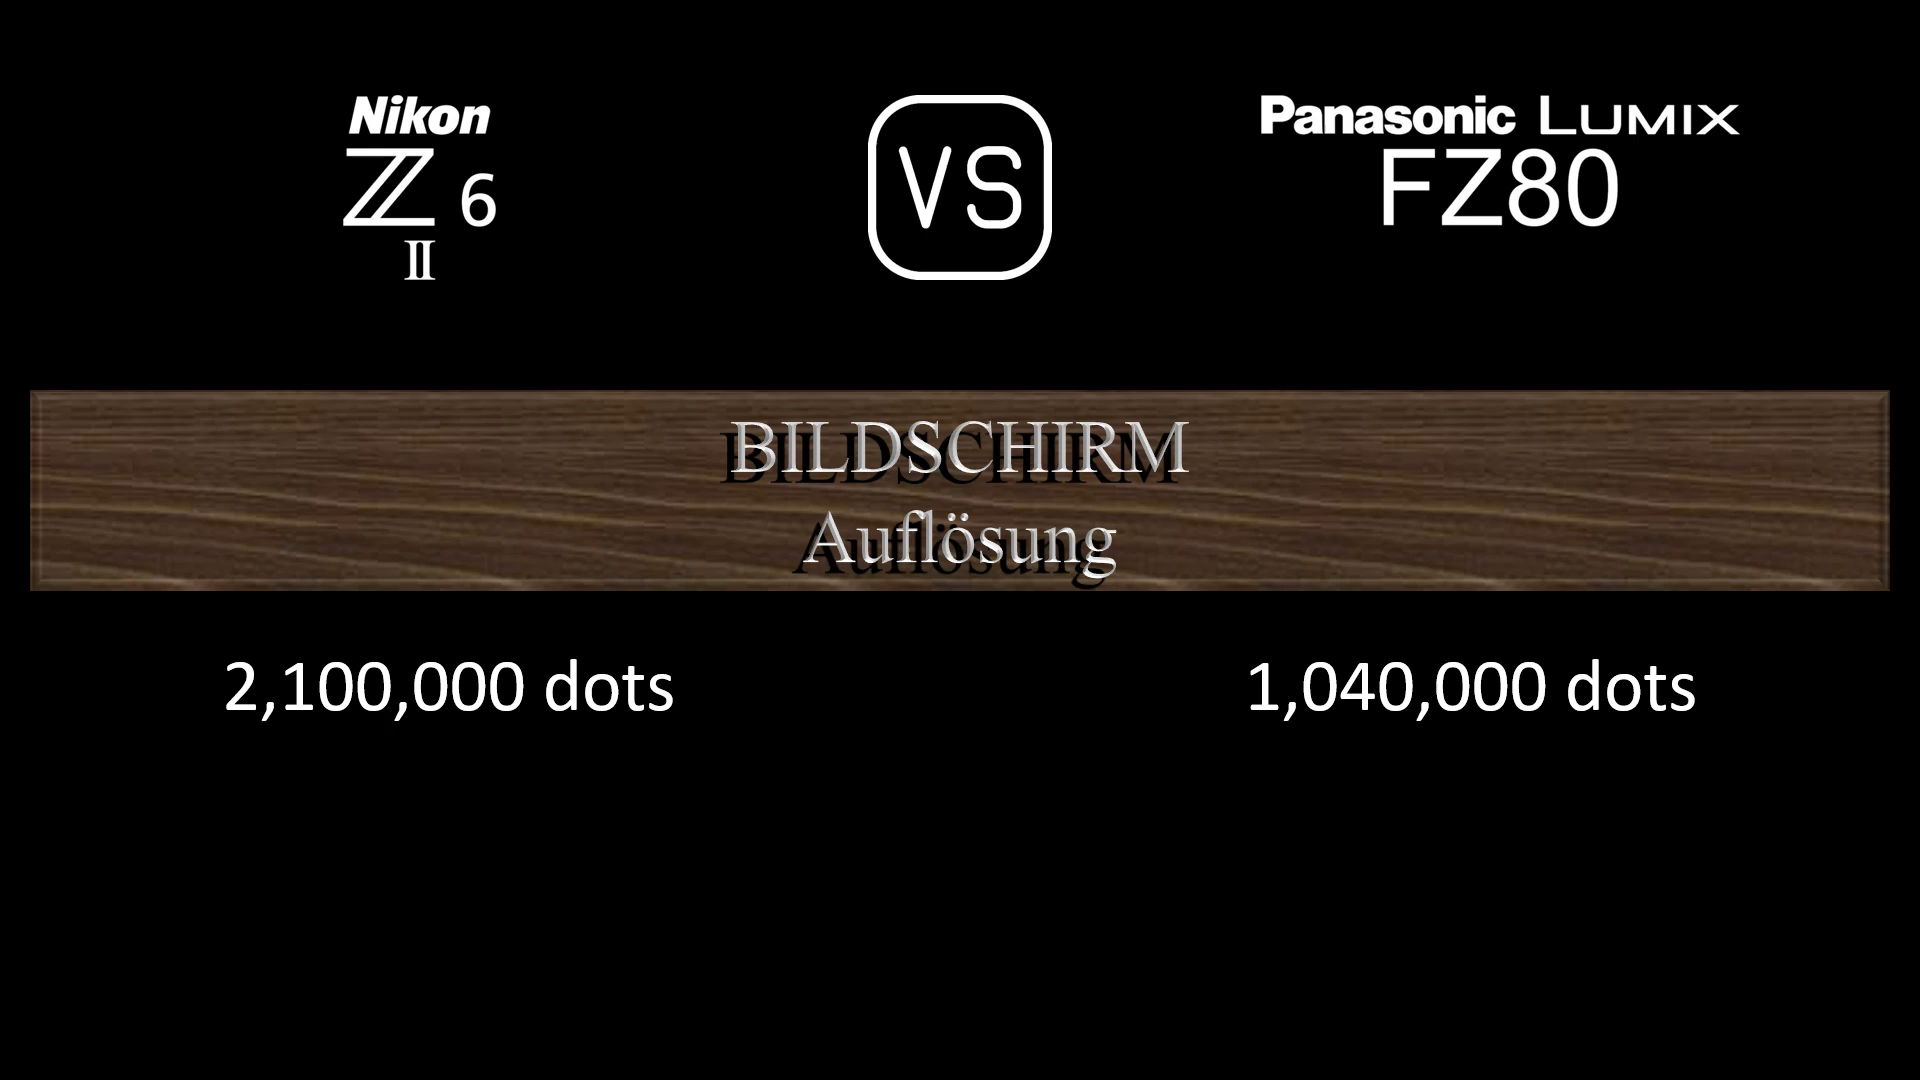 Nikon
Z 6
II
VS
Panasonic LUMIX
FZ80
BILDSCHIRM
Auflösung
2,100,000 dots
1,040,000 dots